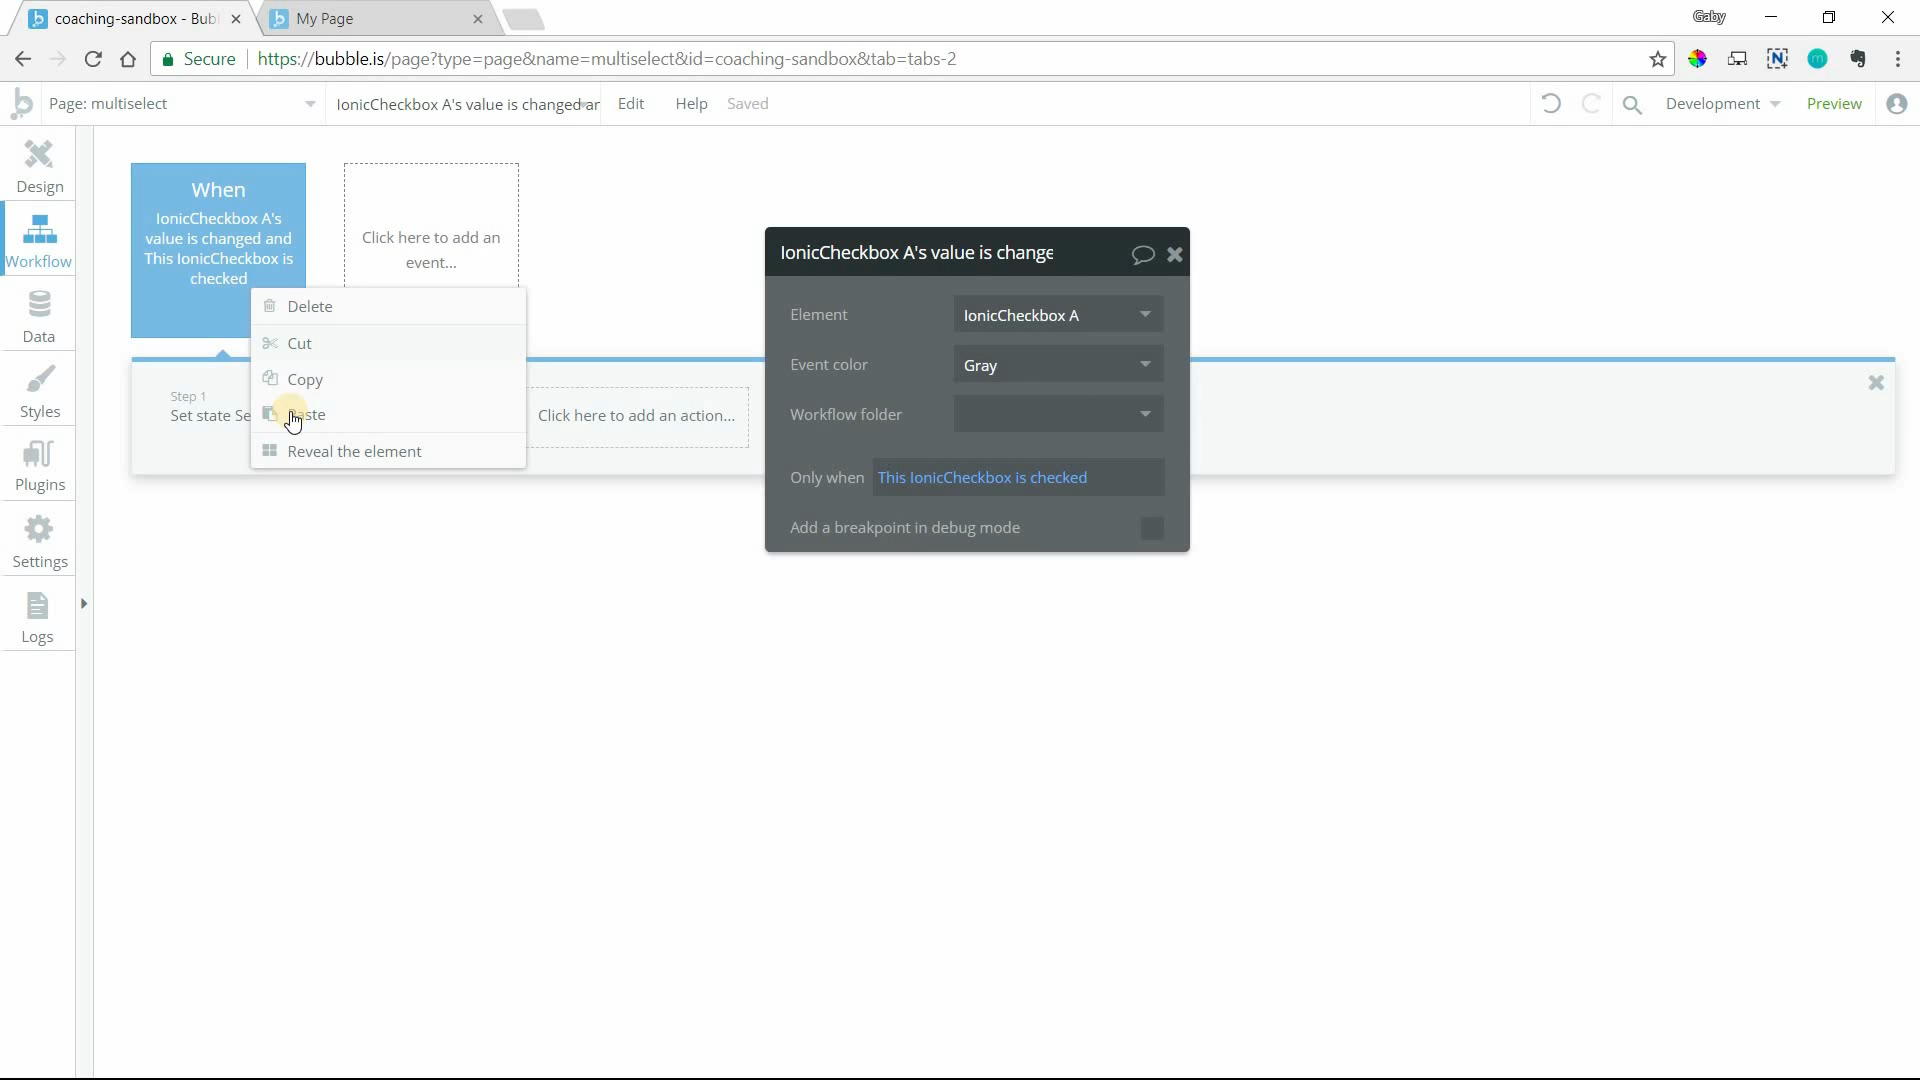 coaching-sandbox - Bub
My Page
Gaby
Secure
https://bubble.is/page?type=page&name=multiselect&id=coaching-sandbox&tab=tabs-2
Page: multiselect
IonicCheckbox A's value is changed an
Edit
Help
Saved
Development
Preview
Design
Workflow
Data
Styles
Plugins
Settings
Logs
When
IonicCheckbox A's
value is changed and
This IonicCheckbox is
checked
Click here to add an
event...
Delete
Cut
Copy
Paste
Reveal the element
Step 1
Set state Se
Click here to add an action...
IonicCheckbox A's value is change
Element
IonicCheckbox A
Event color
Gray
Workflow folder
Only when
This IonicCheckbox is checked
Add a breakpoint in debug mode